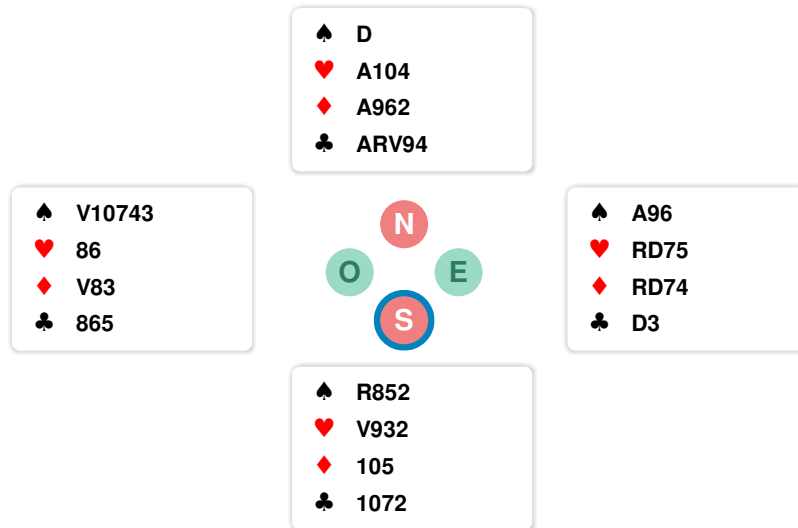 ♠ D
♥ A104
♦ A962
♣ ARV94
♠ V10743
♥ 86
♦ V83
♣ 865
N
O E
S
♠ A96
♥ RD75
♦ RD74
♣ D3
♠ R852
♥ V932
♦ 105
♣ 1072